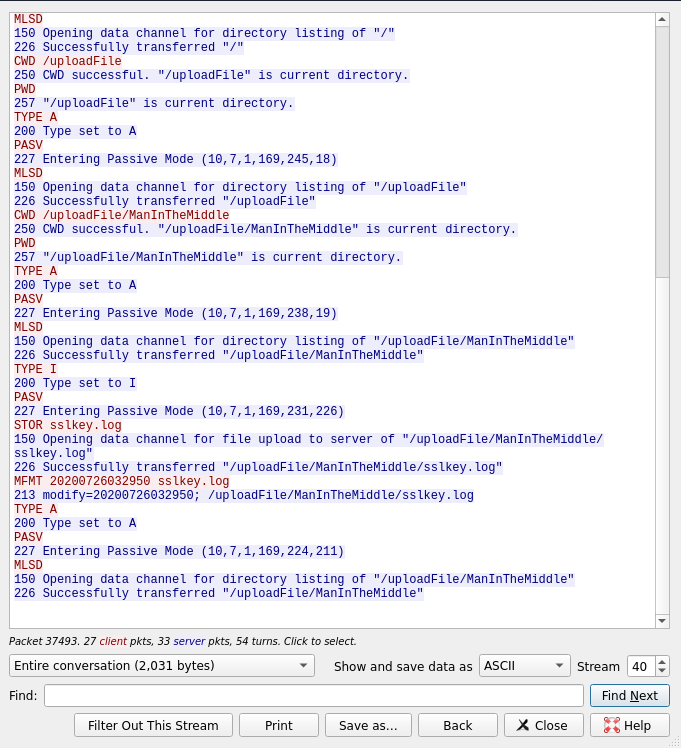 MLSD
150 Opening data channel for directory listing of "/"
226 Successfully transferred "/"
CWD /uploadFile
250 CWD successful. "/uploadFile" is current directory.
PWD
257 "/uploadFile" is current directory.
TYPE A
200 Type set to A
PASV
227 Entering Passive Mode (10,7,1,169,245,18)
MLSD
150 Opening data channel for directory listing of "/uploadFile"
226 Successfully transferred "/uploadFile"
CWD /uploadFile/ManInTheMiddle
250 CWD successful. "/uploadFile/ManInTheMiddle" is current directory.
PWD
257 "/uploadFile/ManInTheMiddle" is current directory.
TYPE A
200 Type set to A
PASV
227 Entering Passive Mode (10,7,1,169,238,19)
MLSD
150 Opening data channel for directory listing of "/uploadFile/ManInTheMiddle"
226 Successfully transferred "/uploadFile/ManInTheMiddle"
TYPE I
200 Type set to I
PASV
227 Entering Passive Mode (10,7,1,169,231,226)
STOR sslkey.log
150 Opening data channel for file upload to server of "/uploadFile/ManInTheMiddle/
sslkey.log"
226 Successfully transferred "/uploadFile/ManInTheMiddle/sslkey.log"
MFMT 20200726032950 sslkey.log
213 modify=20200726032950; /uploadFile/ManInTheMiddle/sslkey.log
TYPE A
200 Type set to A
PASV
227 Entering Passive Mode (10,7,1,169,224,211)
MLSD
150 Opening data channel for directory listing of "/uploadFile/ManInTheMiddle"
226 Successfully transferred "/uploadFile/ManInTheMiddle"
Packet 37493. 27 client pkts, 33 server pkts, 54 turns. Click to select.
Entire conversation (2,031 bytes) Show and save data as ASCII Stream 40
Find: Find Next
Filter Out This Stream Print Save as... Back Close Help